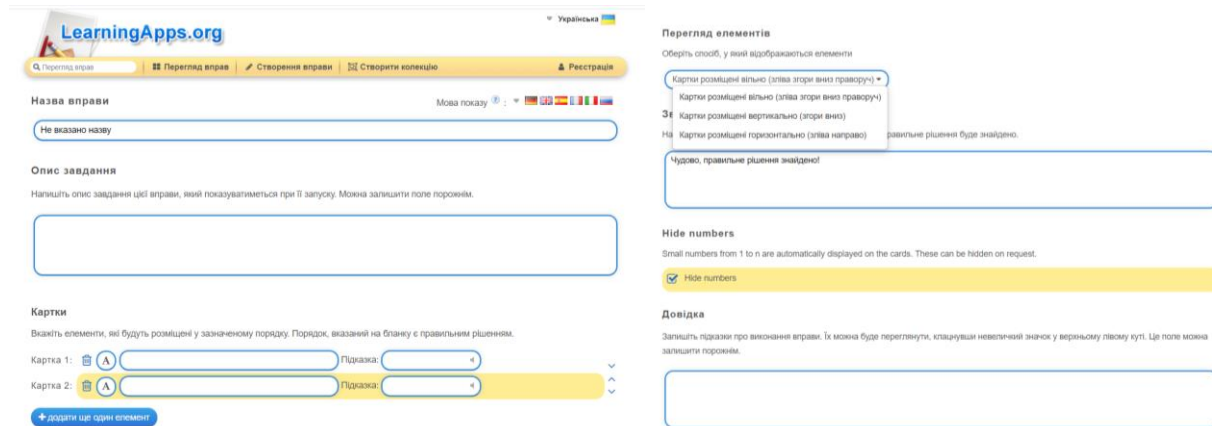 LearningApps.org
Українська
Перегляд вправ
Перегляд вправ
Створення вправи
Створити колекцію
Реєстрація
Назва вправи
Мова показу ? :
Не вказано назву
Опис завдання
Напишіть опис завдання цієї вправи, який показуватиметься при її запуску. Можна залишити поле порожнім.
Картки
Вкажіть елементи, які будуть розміщені у зазначеному порядку. Порядок, вказаний на бланку є правильним рішенням.
Картка 1: A Підказка:
Картка 2: A Підказка:
+ додати ще один елемент
Перегляд елементів
Оберіть спосіб, у який відображаються елементи
Картки розміщені вільно (зліва згори вниз праворуч)
Картки розміщені вільно (зліва згори вниз праворуч)
Картки розміщені вертикально (згори вниз)
Зв
На
Картки розміщені горизонтально (зліва направо)
равильне рішення буде знайдено.
Чудово, правильне рішення знайдено!
Hide numbers
Small numbers from 1 to n are automatically displayed on the cards. These can be hidden on request.
Hide numbers
Довідка
Запишіть підказки про виконання вправи. Їх можна буде переглянути, клацнувши невеличкий значок у верхньому лівому куті. Це поле можна
залишити порожнім.